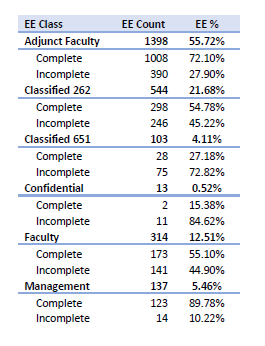 EE Class EE Count EE %
Adjunct Faculty 1398 55.72%
Complete 1008 72.10%
Incomplete 390 27.90%
Classified 262 544 21.68%
Complete 298 54.78%
Incomplete 246 45.22%
Classified 651 103 4.11%
Complete 28 27.18%
Incomplete 75 72.82%
Confidential 13 0.52%
Complete 2 15.38%
Incomplete 11 84.62%
Faculty 314 12.51%
Complete 173 55.10%
Incomplete 141 44.90%
Management 137 5.46%
Complete 123 89.78%
Incomplete 14 10.22%